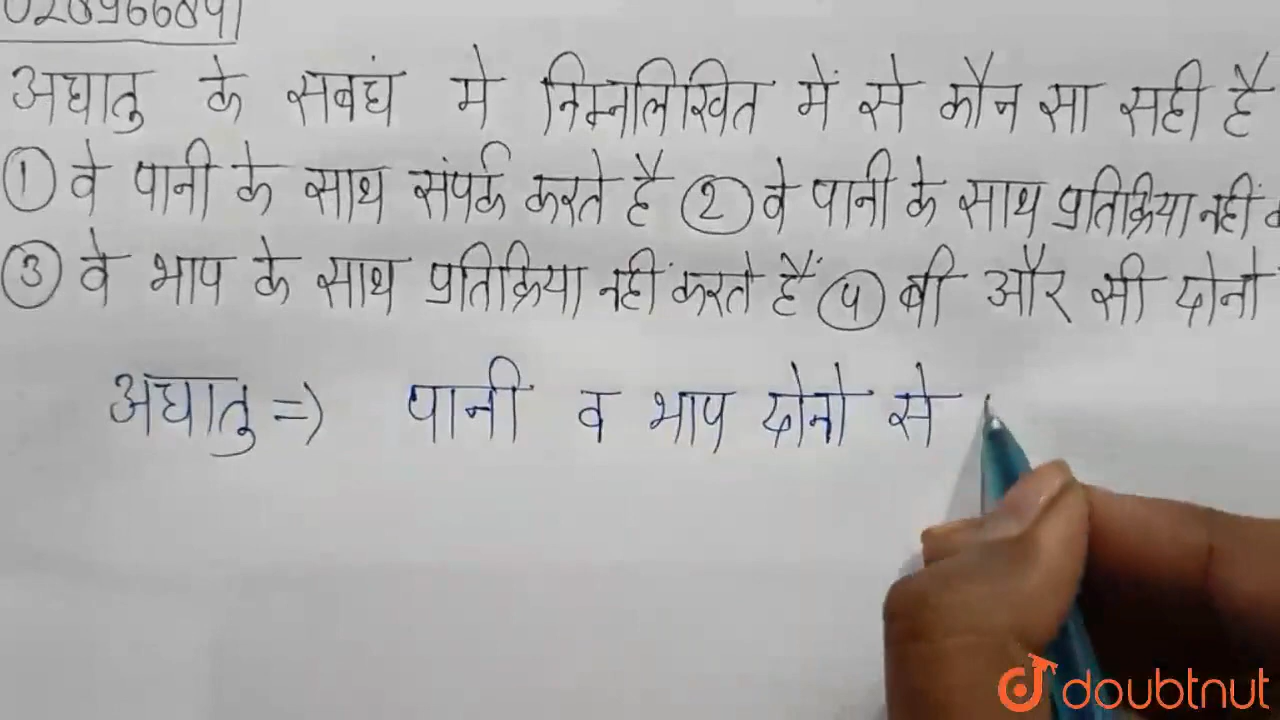 अधातु के सबंध मे निम्नलिखित में से कौन सा सही है
① वे पानी के साथ संपर्क करते है ② वे पानी के साथ प्रतिक्रिया नहीं
③ वे भाप के साथ प्रतिक्रिया नहीं करते हैं ④ बी और सी दोनो
अधातु => पानी व भाप दोनो से
doubtnut